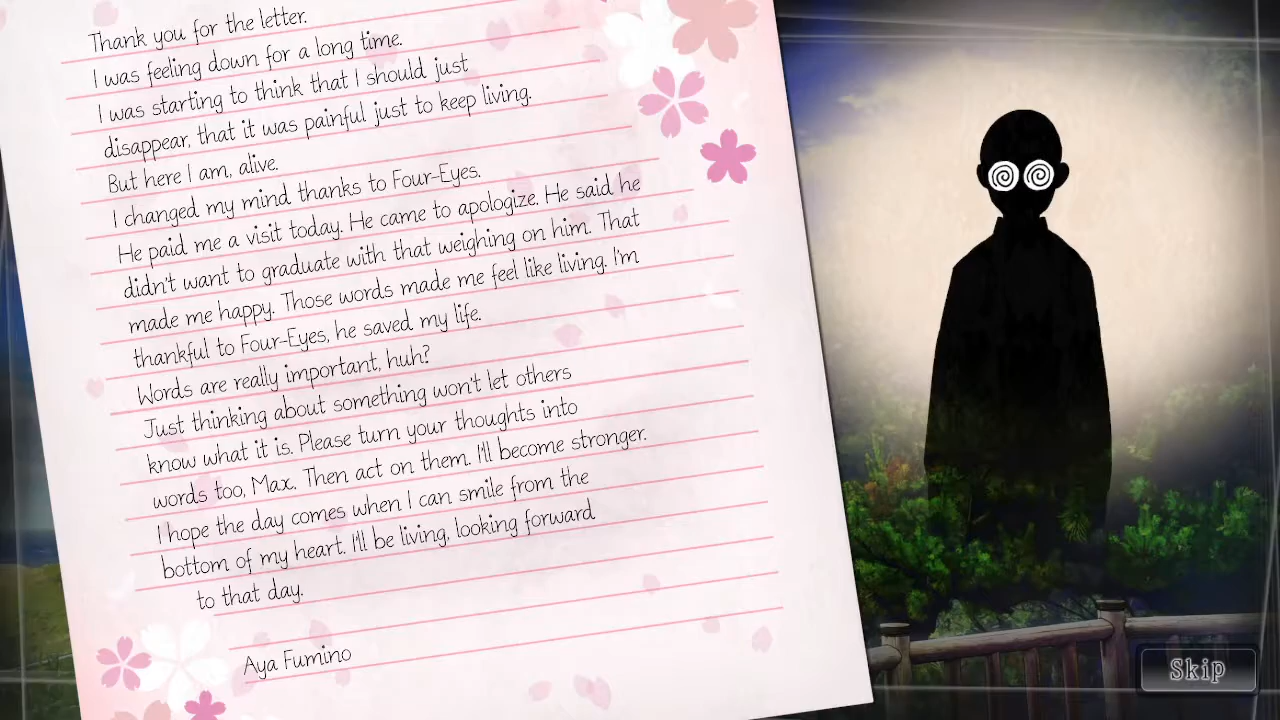 Thank you for the letter.
I was feeling down for a long time.
I was starting to think that I should just
disappear, that it was painful just to keep living.
But here I am, alive.
I changed my mind thanks to Four-Eyes.
He paid me a visit today. He came to apologize. He said he
didn't want to graduate with that weighing on him. That
made me happy. Those words made me feel like living. I'm
thankful to Four-Eyes, he saved my life.
Words are really important, huh?
Just thinking about something won't let others
know what it is. Please turn your thoughts into
words too, Max. Then act on them. I'll become stronger.
I hope the day comes when I can smile from the
bottom of my heart. I'll be living, looking forward
to that day.
Aya Fumino
Skip